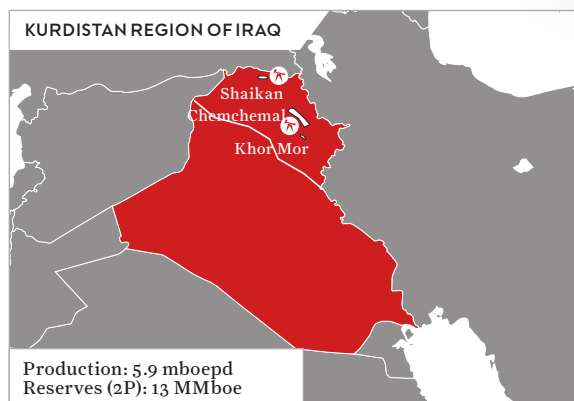 KURDISTAN REGION OF IRAQ
Shaikan
Chemchemal
Khor Mor
Production: 5.9 mboepd
Reserves (2P): 13 MMboe